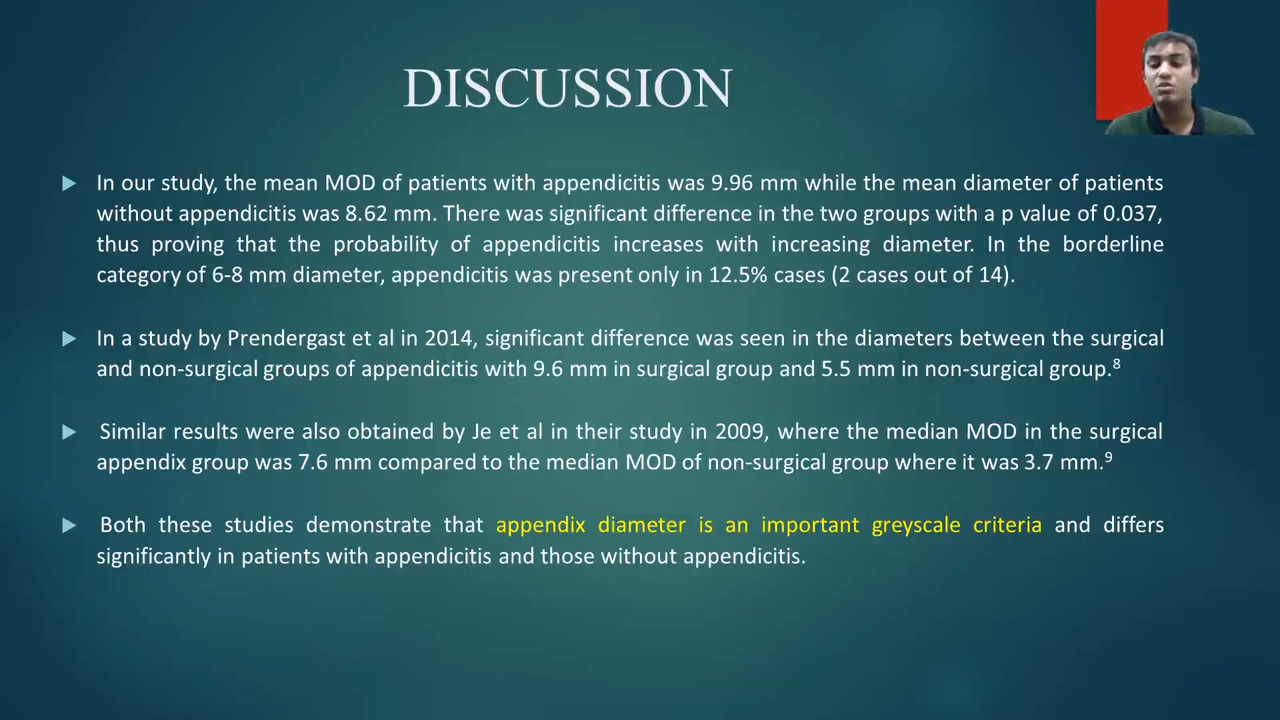 DISCUSSION
In our study, the mean MOD of patients with appendicitis was 9.96 mm while the mean diameter of patients
without appendicitis was 8.62 mm. There was significant difference in the two groups with a p value of 0.037,
thus proving that the probability of appendicitis increases with increasing diameter. In the borderline
category of 6-8 mm diameter, appendicitis was present only in 12.5% cases (2 cases out of 14).
In a study by Prendergast et al in 2014, significant difference was seen in the diameters between the surgical
and non-surgical groups of appendicitis with 9.6 mm in surgical group and 5.5 mm in non-surgical group.⁸
Similar results were also obtained by Je et al in their study in 2009, where the median MOD in the surgical
appendix group was 7.6 mm compared to the median MOD of non-surgical group where it was 3.7 mm.⁹
Both these studies demonstrate that appendix diameter is an important greyscale criteria and differs
significantly in patients with appendicitis and those without appendicitis.